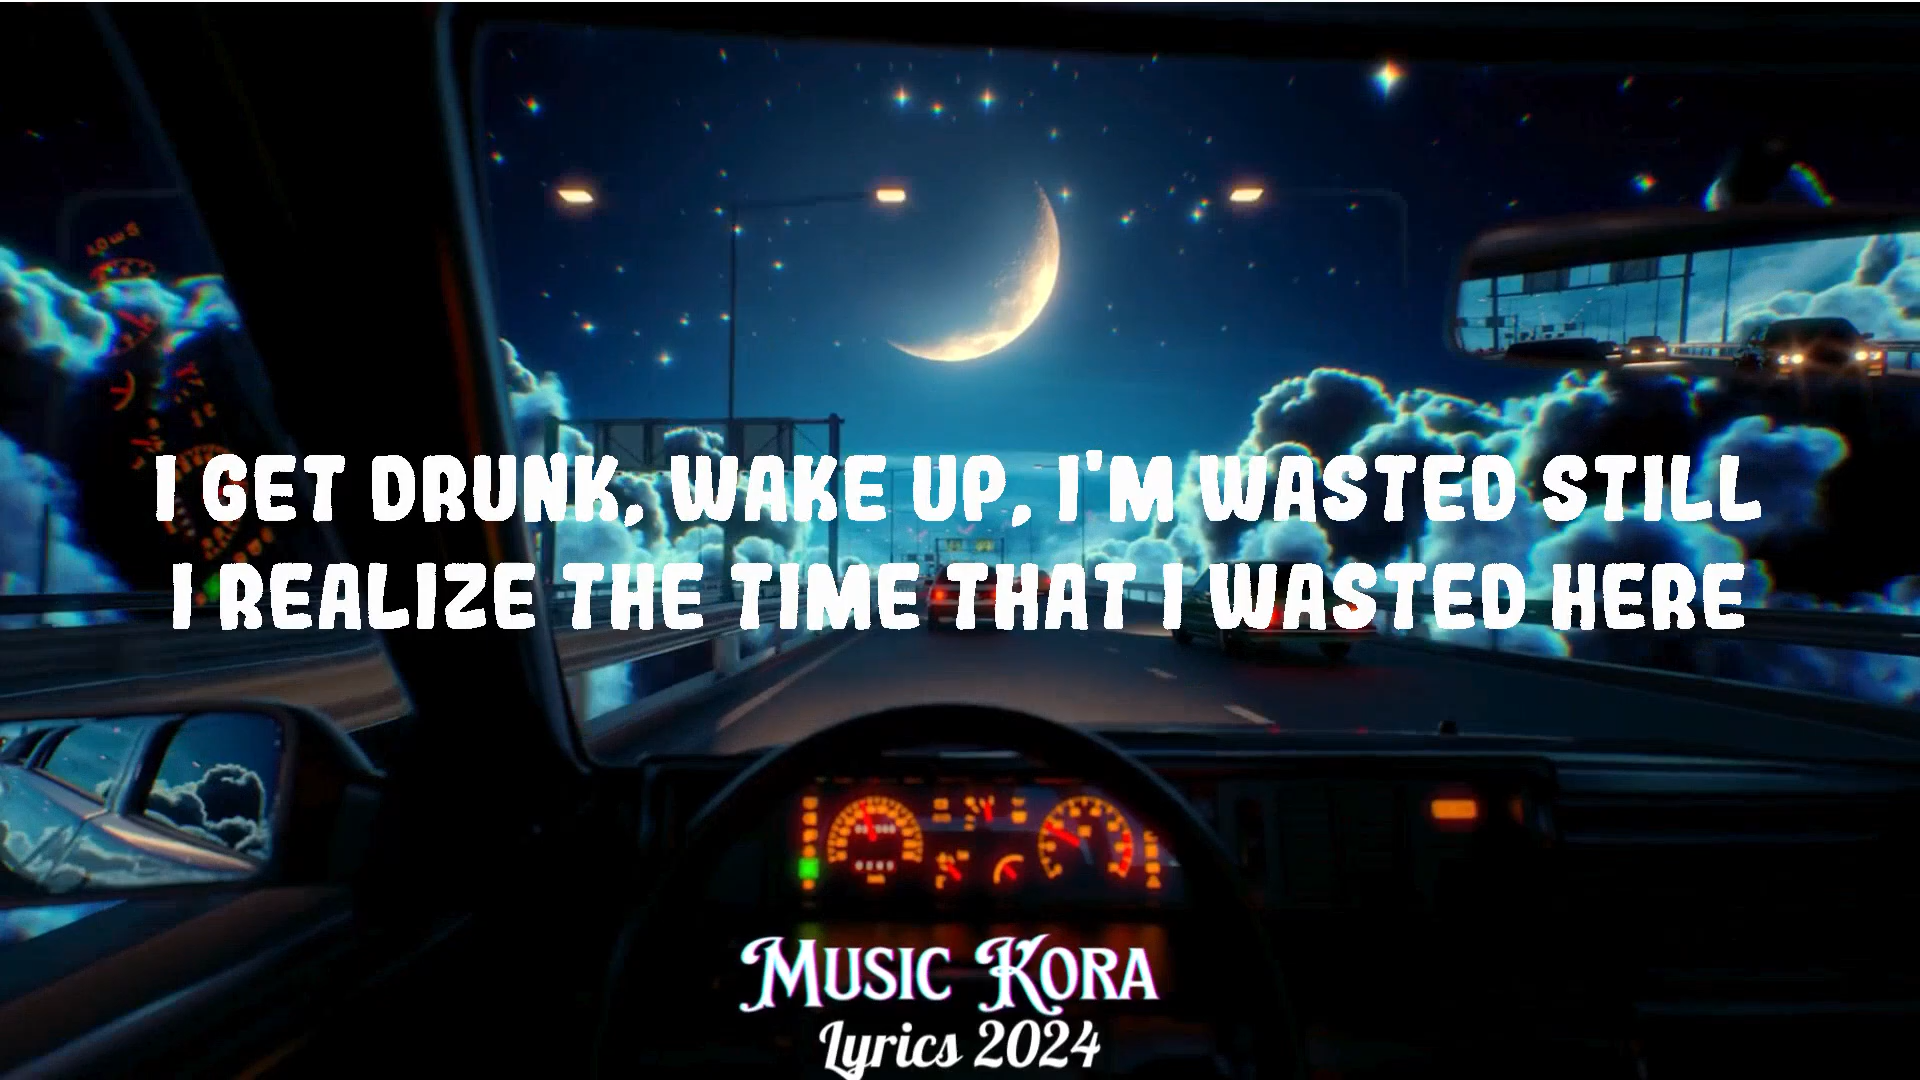 I GET DRUNK, WAKE UP, I'M WASTED STILL
I REALIZE THE TIME THAT I WASTED HERE
MUSIC KORA
Lyrics 2024